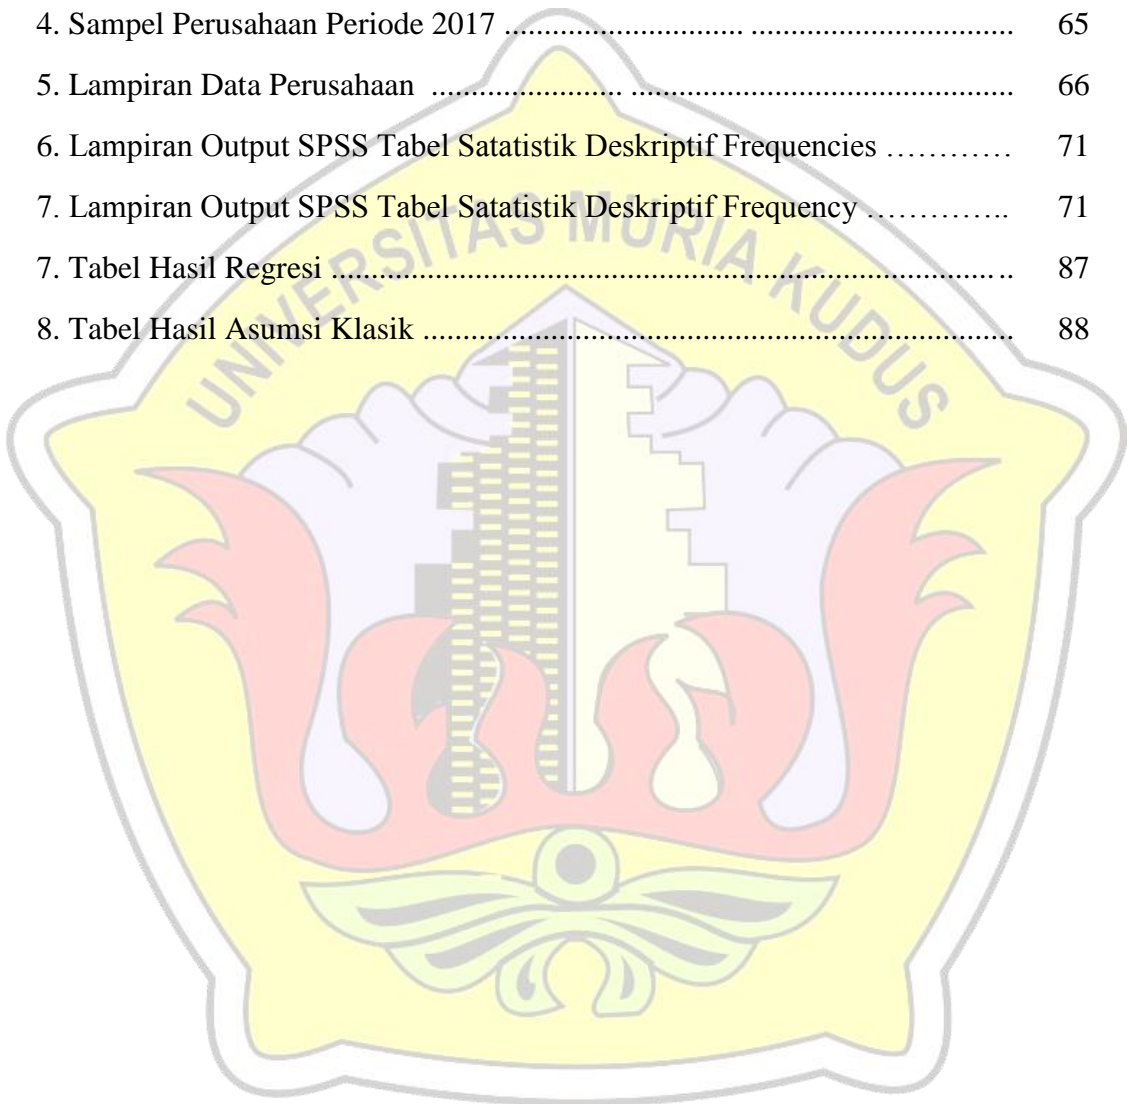 4. Sampel Perusahaan Periode 2017 ............................ ................................. 65
5. Lampiran Data Perusahaan ....................... .............................................. 66
6. Lampiran Output SPSS Tabel Satatistik Deskriptif Frequencies ………… 71
7. Lampiran Output SPSS Tabel Satatistik Deskriptif Frequency ………….. 71
7. Tabel Hasil Regresi .................................................................................. 87
8. Tabel Hasil Asumsi Klasik ....................................................................... 88
UNIVERSITAS MURIA KUDUS